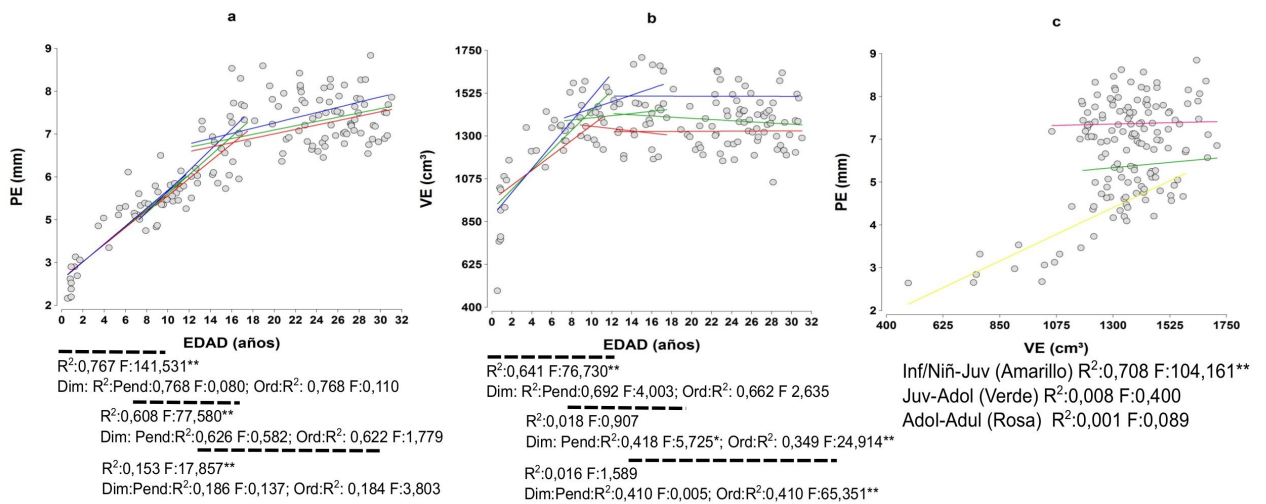 a
b
c
PE (mm)
9
8
7
6
5
3
2
0 2 4 6 8 10 12 14 16 18 20 22 24 26 28 30 32
EDAD (años)
VE (cm³)
1750
1525
1300
1075
850
625
400
0 2 4 6 8 10 12 14 16 18 20 22 24 26 28 30 32
EDAD (años)
PE (mm)
9
8
7
5
4
3
2
400 625 850 1075 1300 1525 1750
VE (cm³)
R²:0,767 F:141,531**
Dim: R²:Pend:0,768 F:0,080; Ord:R²: 0,768 F:0,110
R²:0,608 F:77,580**
Dim: Pend:R²:0,626 F:0,582; Ord:R²: 0,622 F:1,779
R²:0,153 F:17,857**
Dim:Pend:R²:0,186 F:0,137; Ord:R²: 0,184 F:3,803
R²:0,641 F:76,730**
Dim: R²:Pend:0,692 F:4,003; Ord:R²: 0,662 F 2,635
R²:0,018 F:0,907
Dim: Pend:R²:0,418 F:5,725*; Ord:R²: 0,349 F:24,914**
R²:0,016 F:1,589
Dim:Pend:R²:0,410 F:0,005; Ord:R²:0,410 F:65,351**
Inf/Niñ-Juv (Amarillo) R²:0,708 F:104,161**
Juv-Adol (Verde) R²:0,008 F:0,400
Adol-Adul (Rosa) R²:0,001 F:0,089